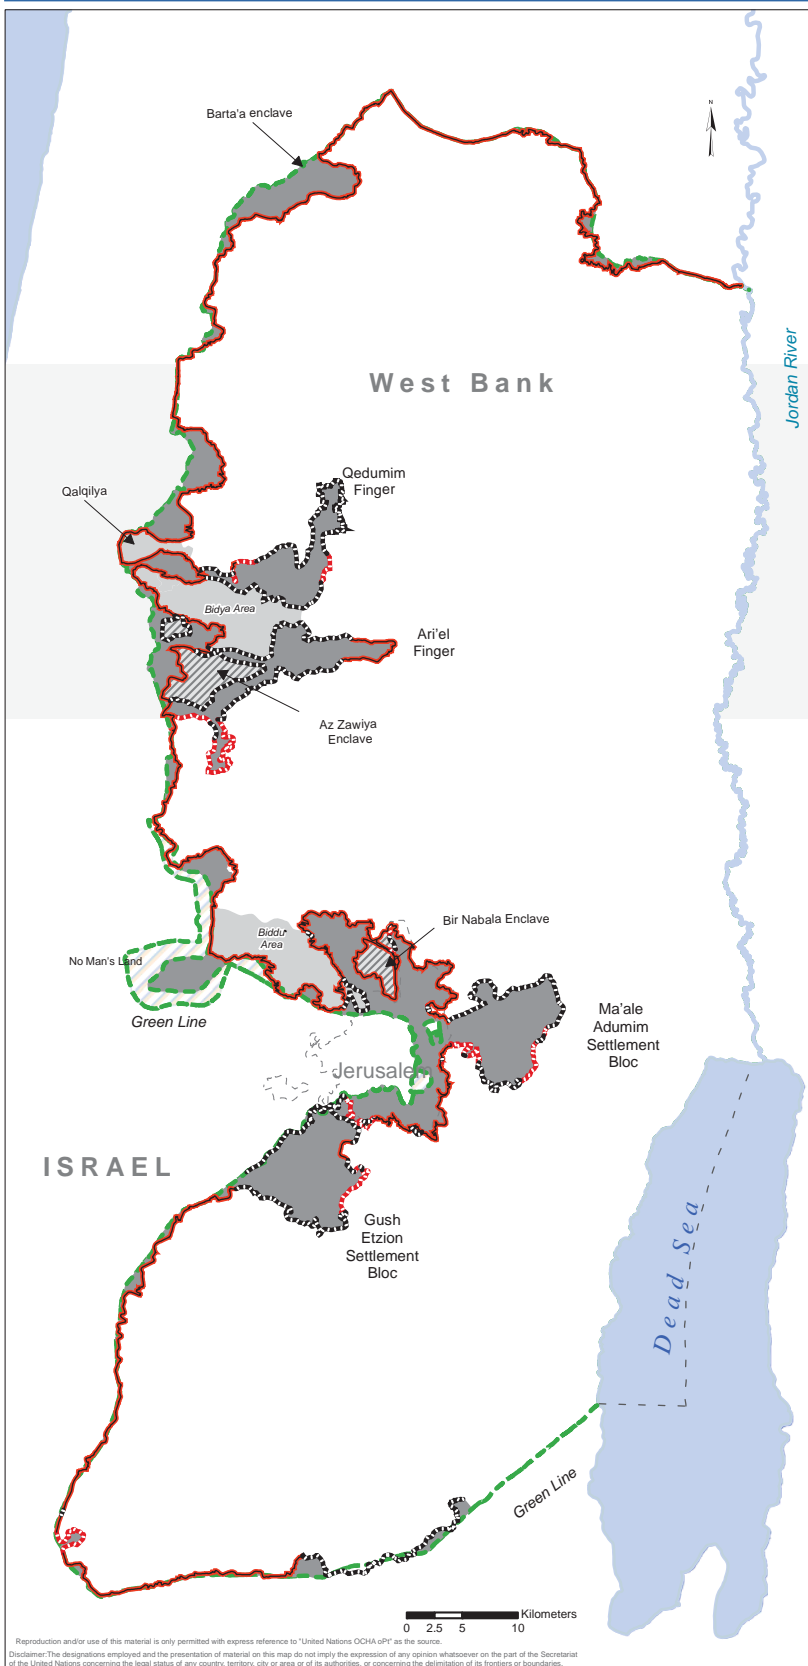 Barta'a enclave
N
Jordan River
West Bank
Qedumim
Finger
Qalqilya
Bidya Area
Ari'el
Finger
Az Zawiya
Enclave
Bir Nabala Enclave
Biddu
Area
No Man's Land
Green Line
Ma'ale
Adumim
Settlement
Bloc
Jerusalem
ISRAEL
Gush
Etzion
Settlement
Bloc
Dead Sea
Green Line
Kilometers
0 2.5 5 10
Reproduction and/or use of this material is only permitted with express reference to "United Nations OCHA oPt" as the source.
Disclaimer:The designations employed and the presentation of material on this map do not imply the expression of any opinion whatsoever on the part of the Secretariat
of the United Nations concerning the legal status of any country, territory, city or area or of its authorities, or concerning the delimitation of its frontiers or boundaries.